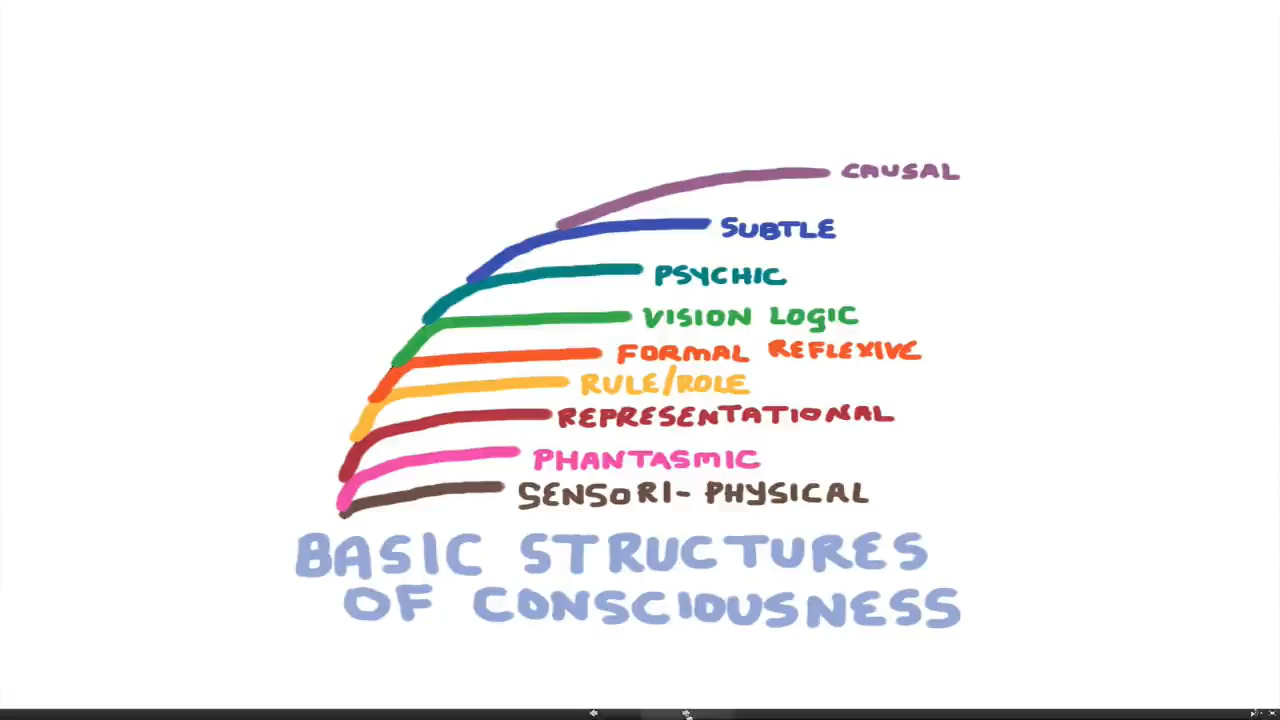 CAUSAL
SUBTLE
PSYCHIC
VISION LOGIC
FORMAL REFLEXIVE
RULE/ROLE
REPRESENTATIONAL
PHANTASMIC
SENSORI-PHYSICAL
BASIC STRUCTURES
OF CONSCIOUSNESS